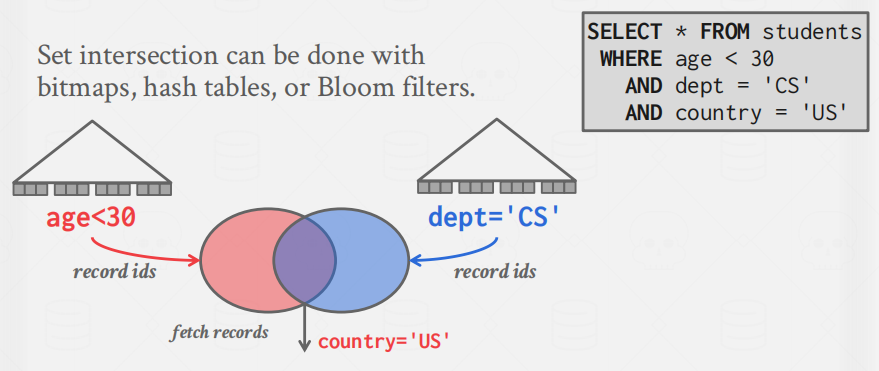 Set intersection can be done with
bitmaps, hash tables, or Bloom filters.
SELECT * FROM students
WHERE age < 30
AND dept = 'CS'
AND country = 'US'
age<30
dept='CS'
record ids
record ids
fetch records
country='US'